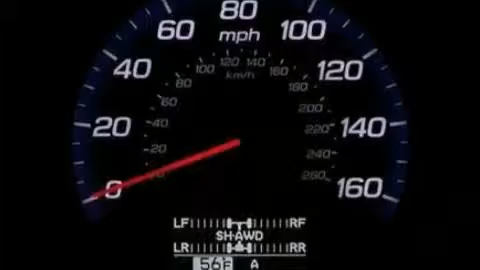 80
60 mph 100
120 140
100 160
40 km/h 120
80 180
60 200
20 40 220 140
20 240
0 260 160
LF RF
SH-AWD
LR RR
56F A